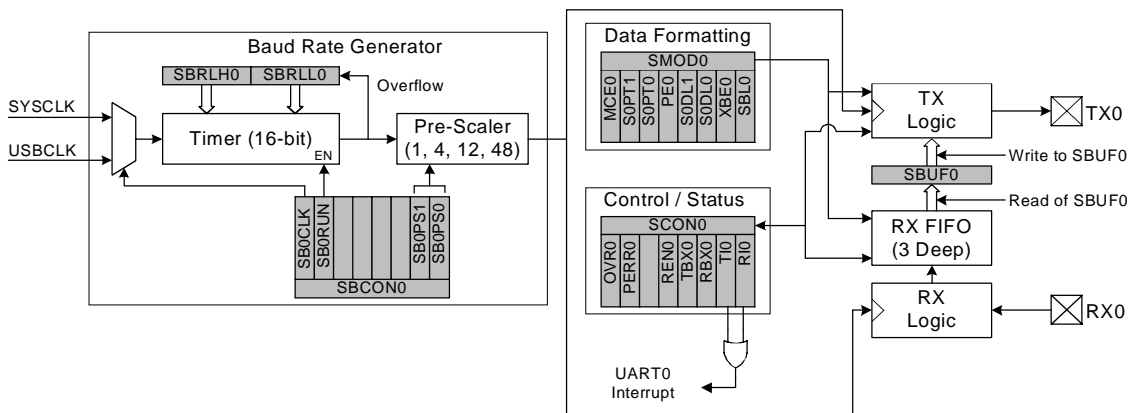 Baud Rate Generator
SBRLH0 SBRLL0
Overflow
SYSCLK
USBCLK
Timer (16-bit)
EN
Pre-Scaler
(1, 4, 12, 48)
SB0CLK
SB0RUN
SB0PS1
SB0PS0
SBCON0
Data Formatting
SMOD0
MCE0
S0PT1
S0PT0
PE0
S0DL1
S0DL0
XBE0
SBL0
Control / Status
SCON0
OVR0
PERR0
REN0
TBX0
RBX0
TI0
RI0
UART0
Interrupt
TX
Logic
TX0
Write to SBUF0
SBUF0
Read of SBUF0
RX FIFO
(3 Deep)
RX
Logic
RX0